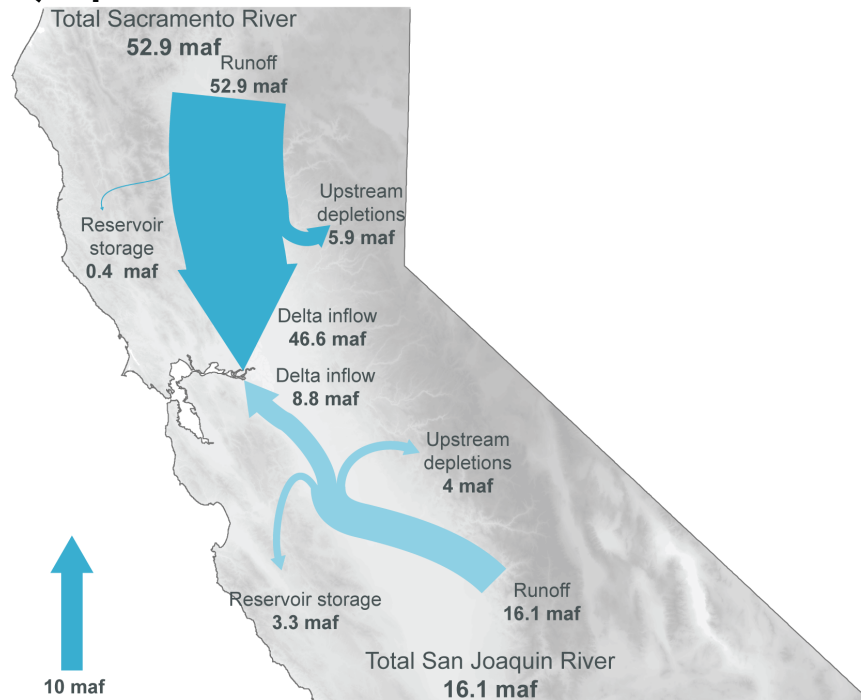 Total Sacramento River
52.9 maf
Runoff
52.9 maf
Upstream
depletions
5.9 maf
Reservoir
storage
0.4 maf
Delta inflow
46.6 maf
Delta inflow
8.8 maf
Upstream
depletions
4 maf
Runoff
16.1 maf
Reservoir storage
3.3 maf
Total San Joaquin River
16.1 maf
10 maf